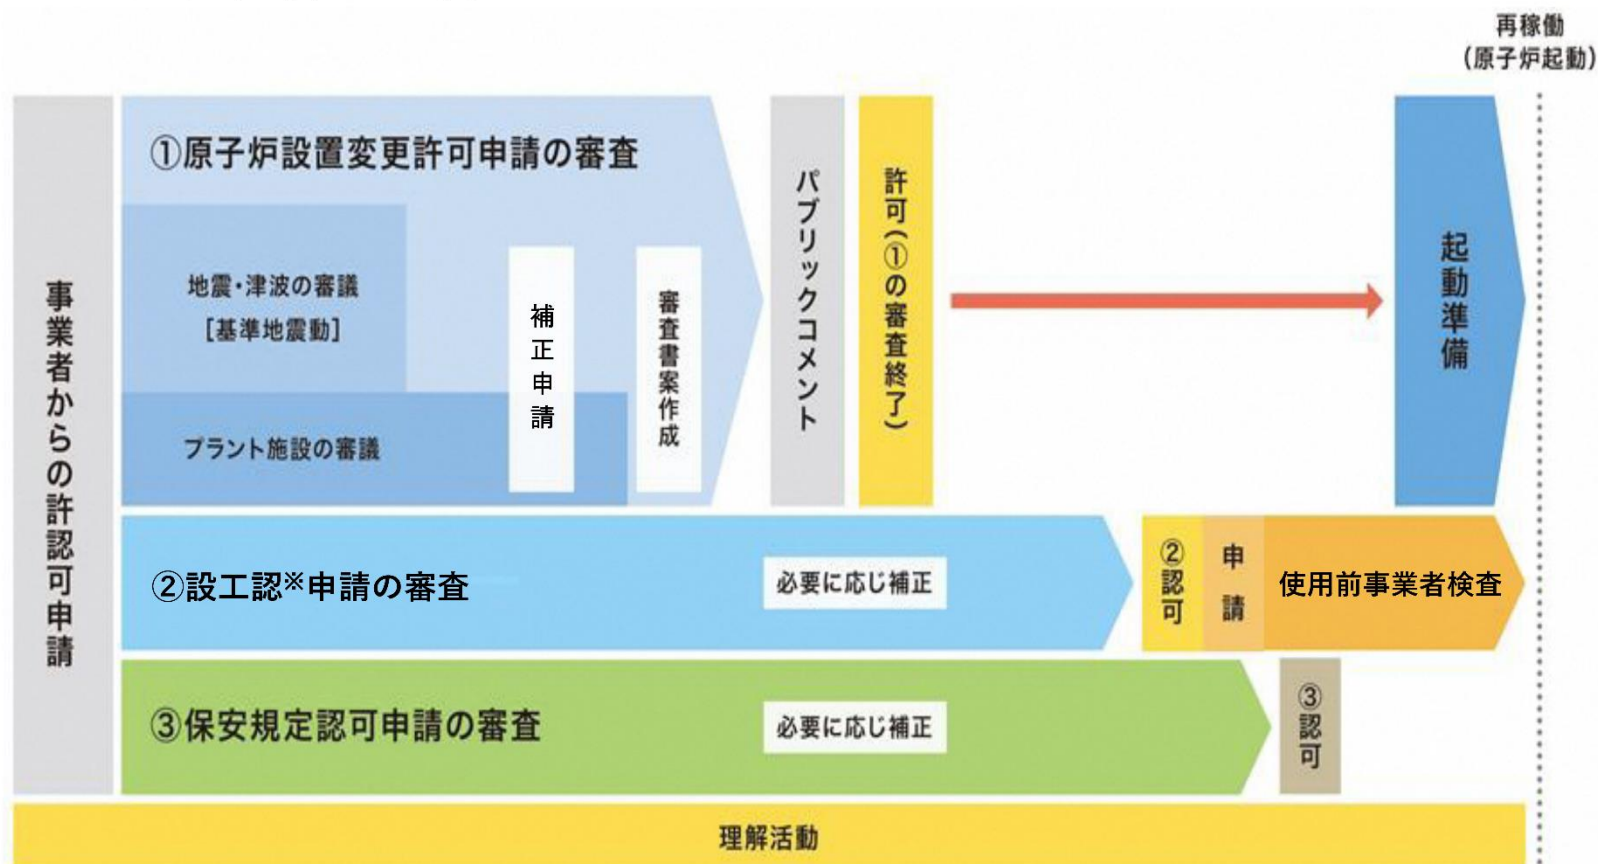 再稼働
(原子炉起動)
事業者からの許認可申請
①原子炉設置変更許可申請の審査
地震・津波の審議
[基準地震動]
プラント施設の審議
補正申請
審査書案作成
パブリックコメント
許可(①の審査終了)
起動準備
②設工認※申請の審査
必要に応じ補正
②認可
申請
使用前事業者検査
③保安規定認可申請の審査
必要に応じ補正
③認可
理解活動